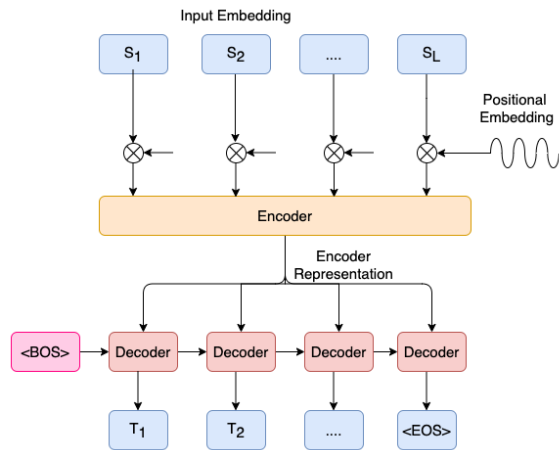 Input Embedding
S1
S2
....
SL
Positional
Embedding
Encoder
Encoder
Representation
<BOS>
Decoder
Decoder
Decoder
Decoder
T1
T2
....
<EOS>